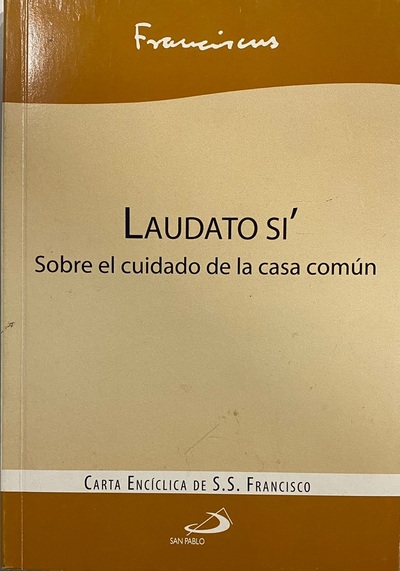 Franciscus
LAUDATO SI'
Sobre el cuidado de la casa común
CARTA ENCÍCLICA DE S.S. FRANCISCO
SAN PABLO